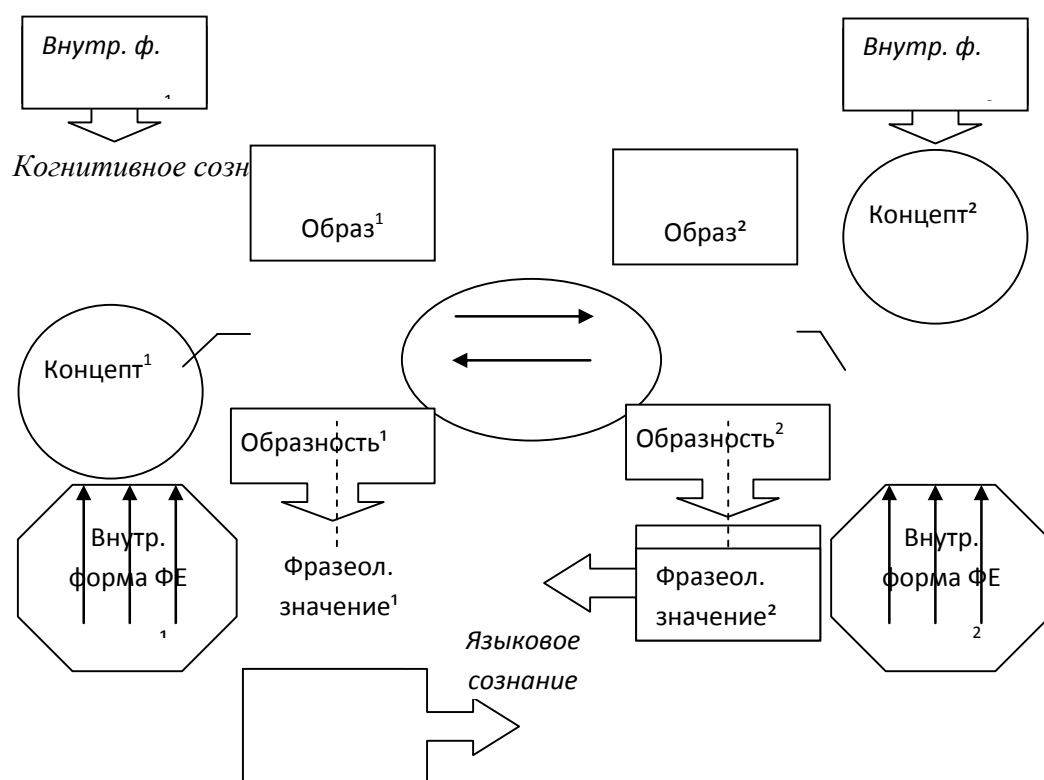 Внутр. ф.
¹
Внутр. ф.
Когнитивное созн
Образ¹
Образ²
Концепт²
Концепт¹
Образность¹
Образность²
Внутр.
форма ФЕ
¹
Фразеол.
значение¹
Фразеол.
значение²
Внутр.
форма ФЕ
2
Языковое
сознание